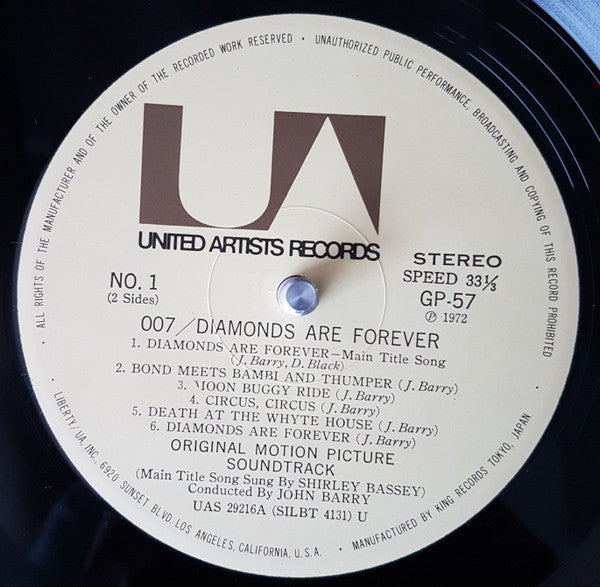 ALL RIGHTS OF THE MANUFACTURER AND OF THE OWNER OF THE RECORDED WORK RESERVED • UNAUTHORIZED PUBLIC PERFORMANCE, BROADCASTING AND COPYING OF THIS RECORD PROHIBITED
UA
UNITED ARTISTS RECORDS
STEREO
NO. 1
SPEED 33⅓
(2 Sides)
GP-57
Ⓟ 1972
007/DIAMONDS ARE FOREVER
1. DIAMONDS ARE FOREVER—Main Title Song
(J. Barry, D. Black)
2. BOND MEETS BAMBI AND THUMPER (J. Barry)
3. MOON BUGGY RIDE (J. Barry)
4. CIRCUS, CIRCUS (J. Barry)
5. DEATH AT THE WHYTE HOUSE (J. Barry)
6. DIAMONDS ARE FOREVER (J. Barry)
ORIGINAL MOTION PICTURE
SOUNDTRACK
(Main Title Song Sung By SHIRLEY BASSEY)
Conducted By JOHN BARRY
UAS 29216A (SILBT 4131) U
LIBERTY/UA, INC., 6920 SUNSET BLVD. LOS ANGELES, CALIFORNIA, U.S.A. • MANUFACTURED BY KING RECORDS TOKYO, JAPAN